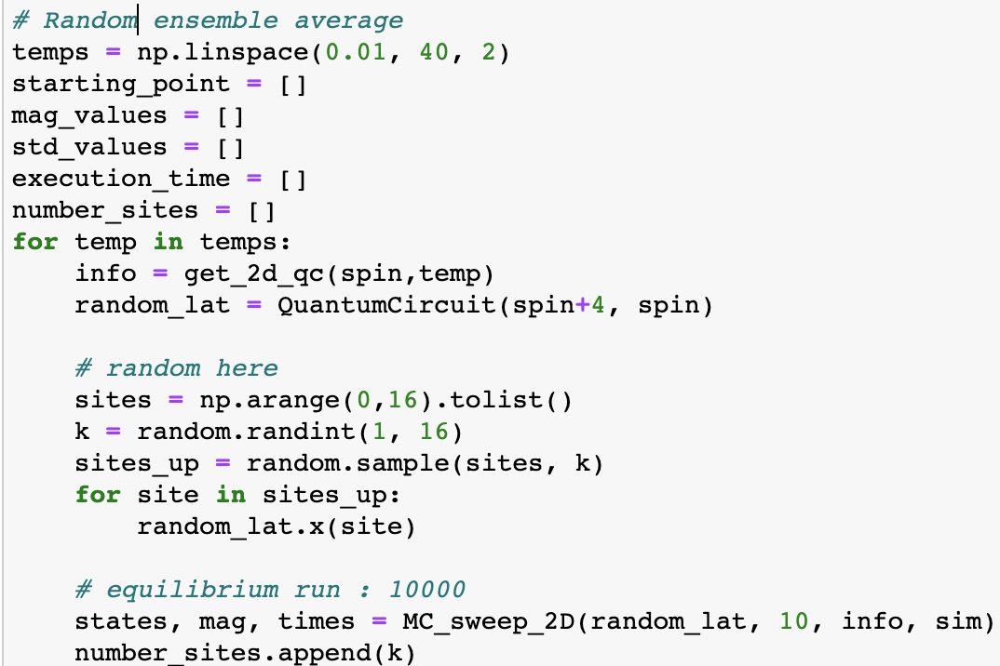 # Random ensemble average
temps = np.linspace(0.01, 40, 2)
starting_point = []
mag_values = []
std_values = []
execution_time = []
number_sites = []
for temp in temps:
    info = get_2d_qc(spin,temp)
    random_lat = QuantumCircuit(spin+4, spin)

    # random here
    sites = np.arange(0,16).tolist()
    k = random.randint(1, 16)
    sites_up = random.sample(sites, k)
    for site in sites_up:
        random_lat.x(site)

    # equilibrium run : 10000
    states, mag, times = MC_sweep_2D(random_lat, 10, info, sim)
    number_sites.append(k)